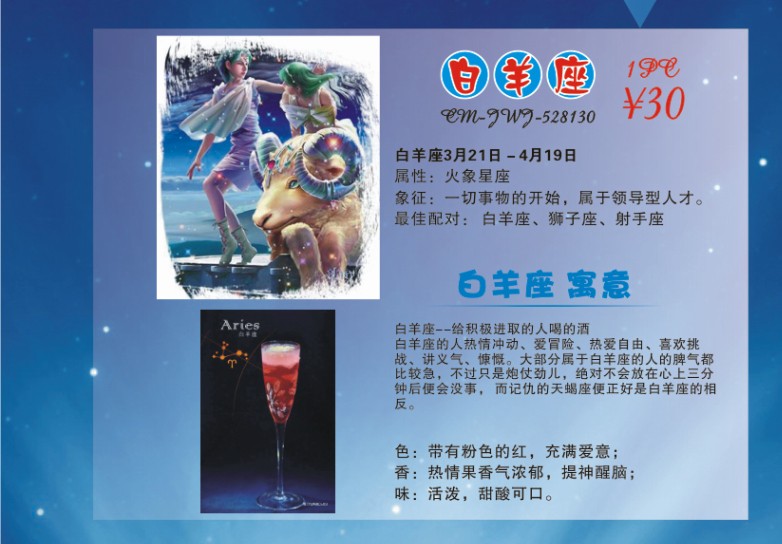 白羊座
1PC
¥30
CM-JWJ-528130
白羊座3月21日－4月19日
属性：火象星座
象征：一切事物的开始，属于领导型人才。
最佳配对： 白羊座、狮子座、射手座
白羊座 寓意
Aries
白羊座
白羊座--给积极进取的人喝的酒
白羊座的人热情冲动、爱冒险、热爱自由、喜欢挑
战、讲义气、慷慨。大部分属于白羊座的人的脾气都
比较急，不过只是炮仗劲儿，绝对不会放在心上三分
钟后便会没事， 而记仇的天蝎座便正好是白羊座的相
反。
色：带有粉色的红，充满爱意；
香：热情果香气浓郁，提神醒脑；
味：活泼，甜酸可口。